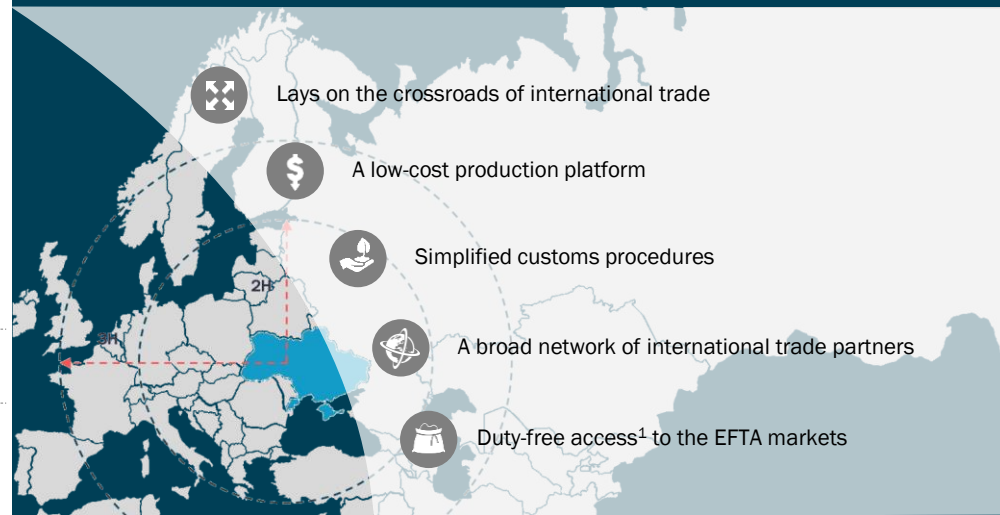 Lays on the crossroads of international trade
A low-cost production platform
Simplified customs procedures
2H
3H
A broad network of international trade partners
Duty-free access¹ to the EFTA markets